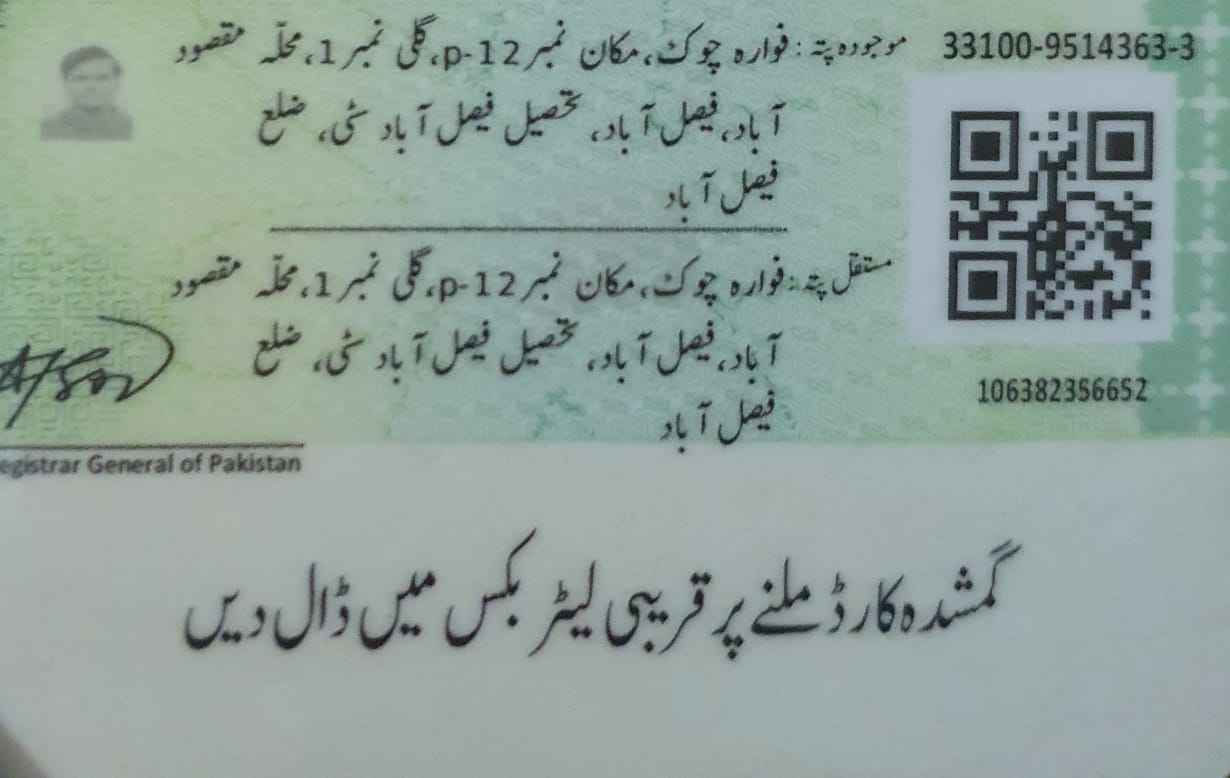 33100-9514363-3
موجودہ پتہ : فوارہ چوک، مکان نمبر p-12، گلی نمبر 1، محلّہ مقصود
آباد، فیصل آباد، تحصیل فیصل آباد سٹی، ضلع
فیصل آباد
مستقل پتہ : فوارہ چوک، مکان نمبر p-12، گلی نمبر 1، محلّہ مقصود
آباد، فیصل آباد، تحصیل فیصل آباد سٹی، ضلع
فیصل آباد
106382356652
egistrar General of Pakistan
گمشدہ کارڈ ملنے پر قریبی لیٹر بکس میں ڈال دیں